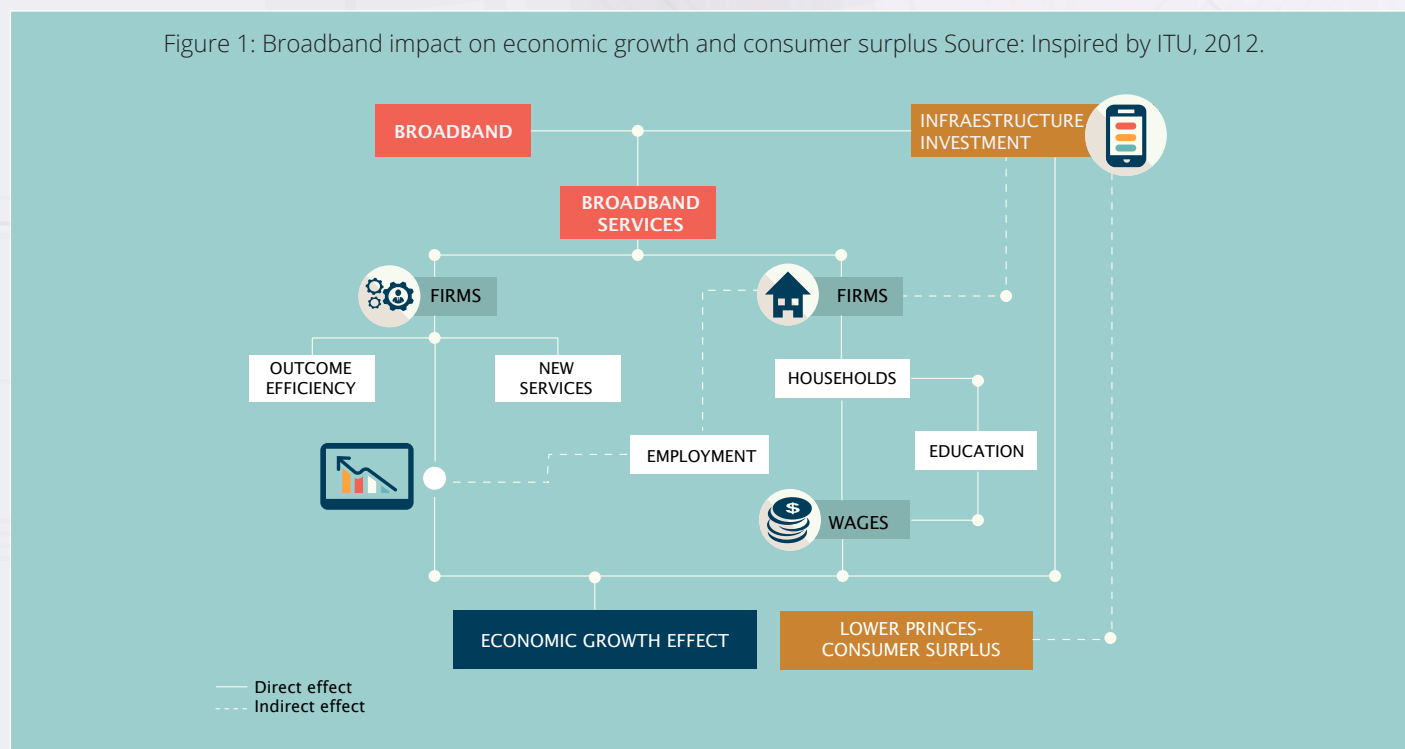 Figure 1: Broadband impact on economic growth and consumer surplus Source: Inspired by ITU, 2012.
BROADBAND
INFRAESTRUCTURE
INVESTMENT
BROADBAND
SERVICES
FIRMS
FIRMS
OUTCOME
EFFICIENCY
NEW
SERVICES
HOUSEHOLDS
EMPLOYMENT
EDUCATION
$
WAGES
ECONOMIC GROWTH EFFECT
LOWER PRINCES-
CONSUMER SURPLUS
Direct effect
Indirect effect